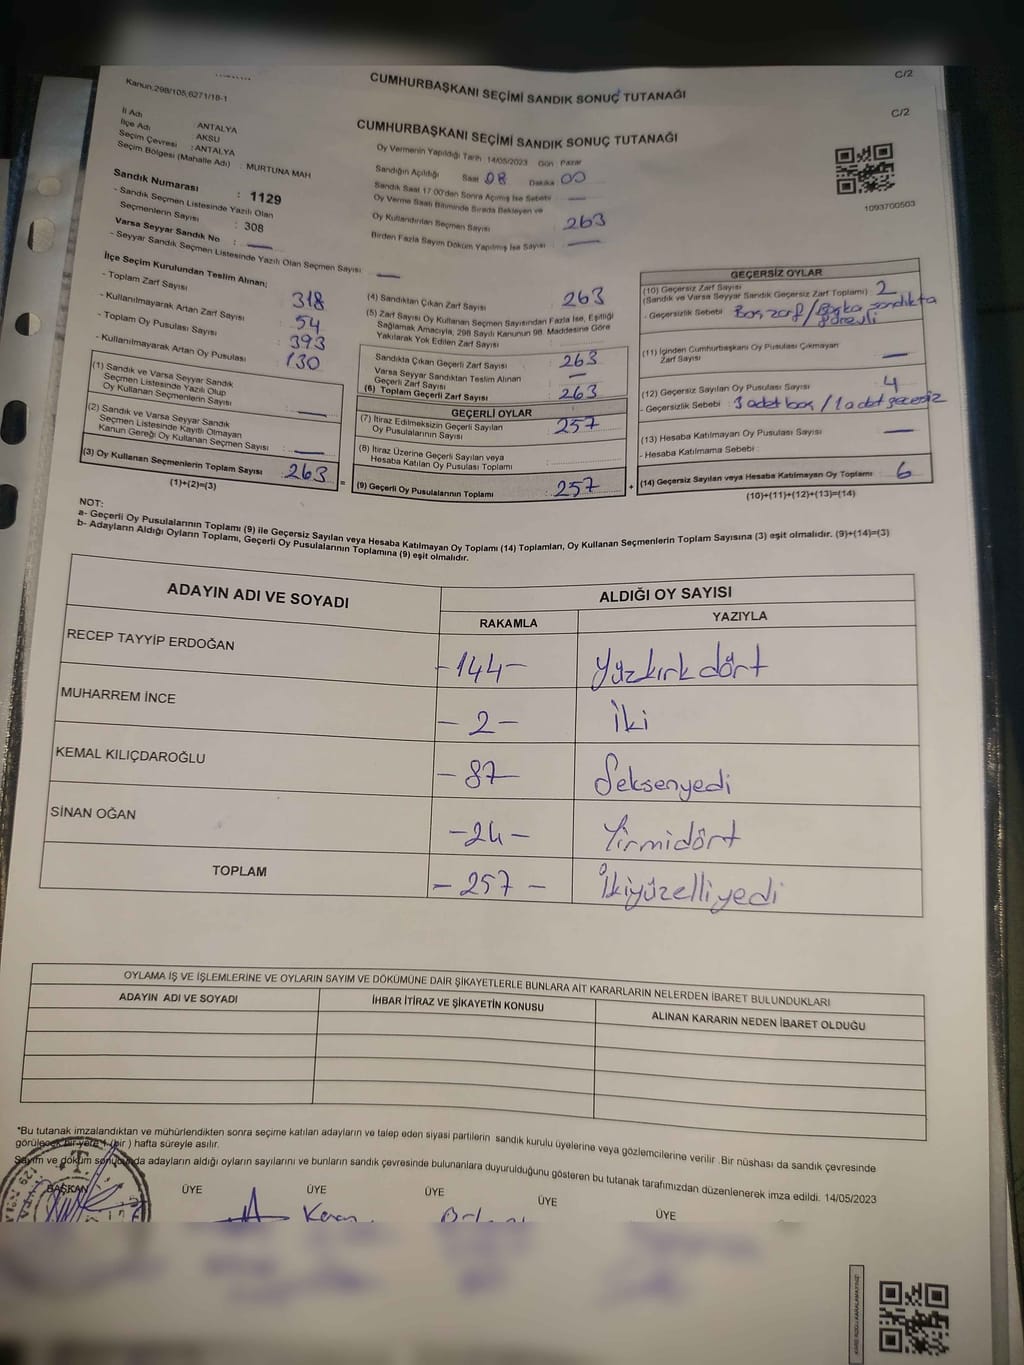 Kanun:298/105,6271/18-1
CUMHURBAŞKANI SEÇİMİ SANDIK SONUÇ TUTANAĞI
C/2
CUMHURBAŞKANI SEÇİMİ SANDIK SONUÇ TUTANAĞI
C/2
İl Adı : ANTALYA
İlçe Adı : AKSU
Seçim Çevresi : ANTALYA
Seçim Bölgesi (Mahalle Adı) : MURTUNA MAH
Oy Vermenin Yapıldığı Tarih 14/05/2023 Gün Pazar
Sandığın Açıldığı Saat 08 Dakika 00
Sandık Saat 17:00'den Sonra Açılmış İse Sebebi —
Oy Verme Saati Bitiminde Sırada Bekleyen ve
Oy Kullandırılan Seçmen Sayısı 263
Birden Fazla Sayım Döküm Yapılmış İse Sayısı —
1093700503
Sandık Numarası : 1129
- Sandık Seçmen Listesinde Yazılı Olan
Seçmenlerin Sayısı : 308
Varsa Seyyar Sandık No : —
- Seyyar Sandık Seçmen Listesinde Yazılı Olan Seçmen Sayısı —
İlçe Seçim Kurulundan Teslim Alınan;
- Toplam Zarf Sayısı 318
- Kullanılmayarak Artan Zarf Sayısı 54
- Toplam Oy Pusulası Sayısı 393
- Kullanılmayarak Artan Oy Pusulası 130
(1) Sandık ve Varsa Seyyar Sandık
Seçmen Listesinde Yazılı Olup
Oy Kullanan Seçmenlerin Sayısı —
(2) Sandık ve Varsa Seyyar Sandık
Seçmen Listesinde Kayıtlı Olmayan
Kanun Gereği Oy Kullanan Seçmen Sayısı —
(3) Oy Kullanan Seçmenlerin Toplam Sayısı 263
(1)+(2)=(3)
(4) Sandıktan Çıkan Zarf Sayısı 263
(5) Zarf Sayısı Oy Kullanan Seçmen Sayısından Fazla İse, Eşitliği
Sağlamak Amacıyla, 298 Sayılı Kanunun 98. Maddesine Göre
Yakılarak Yok Edilen Zarf Sayısı
Sandıkta Çıkan Geçerli Zarf Sayısı 263
Varsa Seyyar Sandıktan Teslim Alınan
Geçerli Zarf Sayısı —
(6) Toplam Geçerli Zarf Sayısı 263
GEÇERLİ OYLAR
(7) İtiraz Edilmeksizin Geçerli Sayılan
Oy Pusulalarının Sayısı 257
(8) İtiraz Üzerine Geçerli Sayılan veya
Hesaba Katılan Oy Pusulası Toplamı
(9) Geçerli Oy Pusulalarının Toplamı 257
GEÇERSİZ OYLAR
(10) Geçersiz Zarf Sayısı
(Sandık ve Varsa Seyyar Sandık Geçersiz Zarf Toplamı) : 2
- Geçersizlik Sebebi : Boş zarf/Başka sandıkta
görevli
(11) İçinden Cumhurbaşkanı Oy Pusulası Çıkmayan
Zarf Sayısı —
(12) Geçersiz Sayılan Oy Pusulası Sayısı 4
- Geçersizlik Sebebi : 3 adet boş / 1 adet geçersiz
(13) Hesaba Katılmayan Oy Pusulası Sayısı —
- Hesaba Katılmama Sebebi :
(14) Geçersiz Sayılan veya Hesaba Katılmayan Oy Toplamı 6
(10)+(11)+(12)+(13)=(14)
NOT:
a- Geçerli Oy Pusulalarının Toplamı (9) ile Geçersiz Sayılan veya Hesaba Katılmayan Oy Toplamı (14) Toplamları, Oy Kullanan Seçmenlerin Toplam Sayısına (3) eşit olmalıdır. (9)+(14)=(3)
b- Adayların Aldığı Oyların Toplamı, Geçerli Oy Pusulalarının Toplamına (9) eşit olmalıdır.
ADAYIN ADI VE SOYADI
ALDIĞI OY SAYISI
RAKAMLA YAZIYLA
RECEP TAYYİP ERDOĞAN -144- Yüzkırkdört
MUHARREM İNCE -2- İki
KEMAL KILIÇDAROĞLU -87- Seksenyedi
SİNAN OĞAN -24- Yirmidört
TOPLAM -257- İkiyüzelliyedi
OYLAMA İŞ VE İŞLEMLERİNE VE OYLARIN SAYIM VE DÖKÜMÜNE DAİR ŞİKAYETLERLE BUNLARA AİT KARARLARIN NELERDEN İBARET BULUNDUKLARI
ADAYIN ADI VE SOYADI İHBAR İTİRAZ VE ŞİKAYETİN KONUSU ALINAN KARARIN NEDEN İBARET OLDUĞU
*Bu tutanak imzalandıktan ve mühürlendikten sonra seçime katılan adayların ve talep eden siyasi partilerin sandık kurulu üyelerine veya gözlemcilerine verilir .Bir nüshası da sandık çevresinde
görülecek bir yere 1 (bir ) hafta süreyle asılır.
Sayım ve döküm sonucunda adayların aldığı oyların sayılarını ve bunların sandık çevresinde bulunanlara duyurulduğunu gösteren bu tutanak tarafımızdan düzenlenerek imza edildi. 14/05/2023
BAŞKAN ÜYE ÜYE ÜYE ÜYE ÜYE